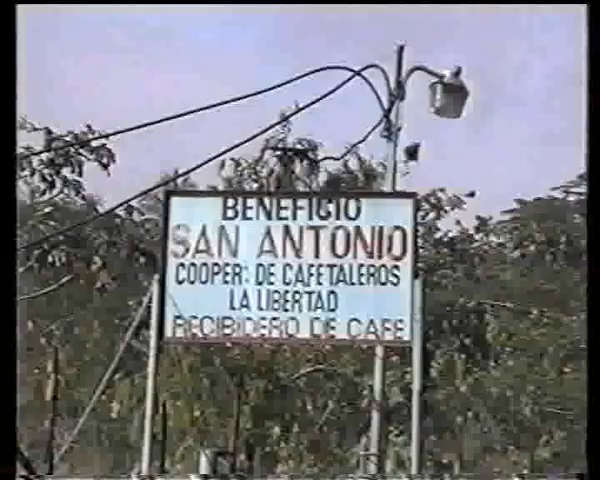 BENEFICIO
SAN ANTONIO
COOPER: DE CAFETALEROS
LA LIBERTAD
RECIBIDERO DE CAFE